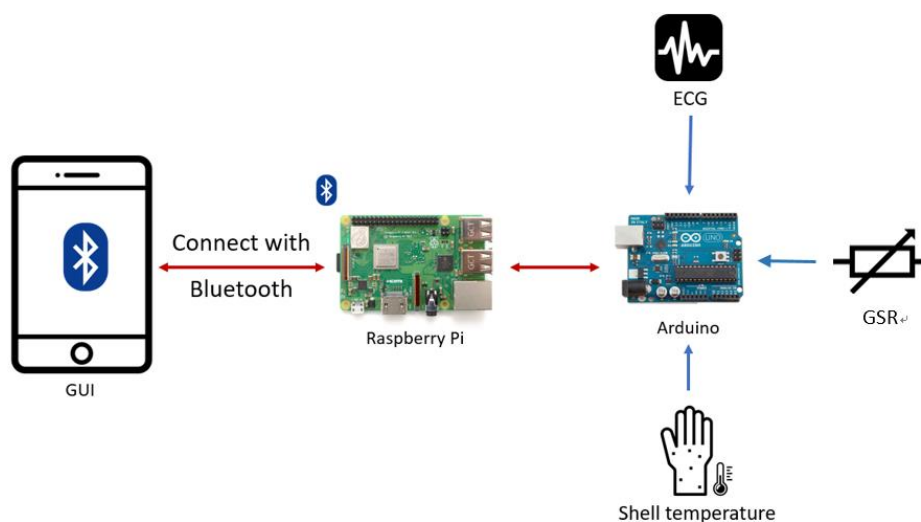 ECG
Connect with
Bluetooth
GUI
Raspberry Pi
Arduino
GSR
Shell temperature